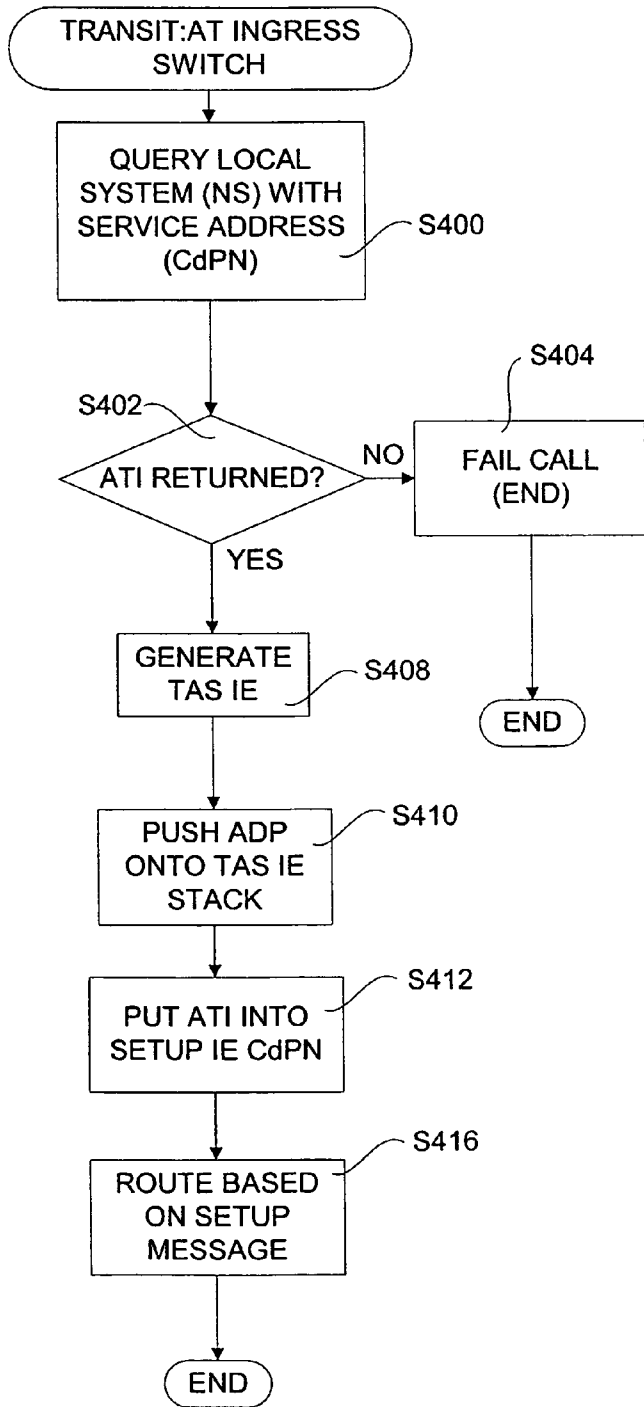 TRANSIT:AT INGRESS
SWITCH
QUERY LOCAL
SYSTEM (NS) WITH
SERVICE ADDRESS
(CdPN)
S400
S402
ATI RETURNED?
NO
S404
FAIL CALL
(END)
END
YES
GENERATE
TAS IE
S408
PUSH ADP
ONTO TAS IE
STACK
S410
PUT ATI INTO
SETUP IE CdPN
S412
ROUTE BASED
ON SETUP
MESSAGE
S416
END